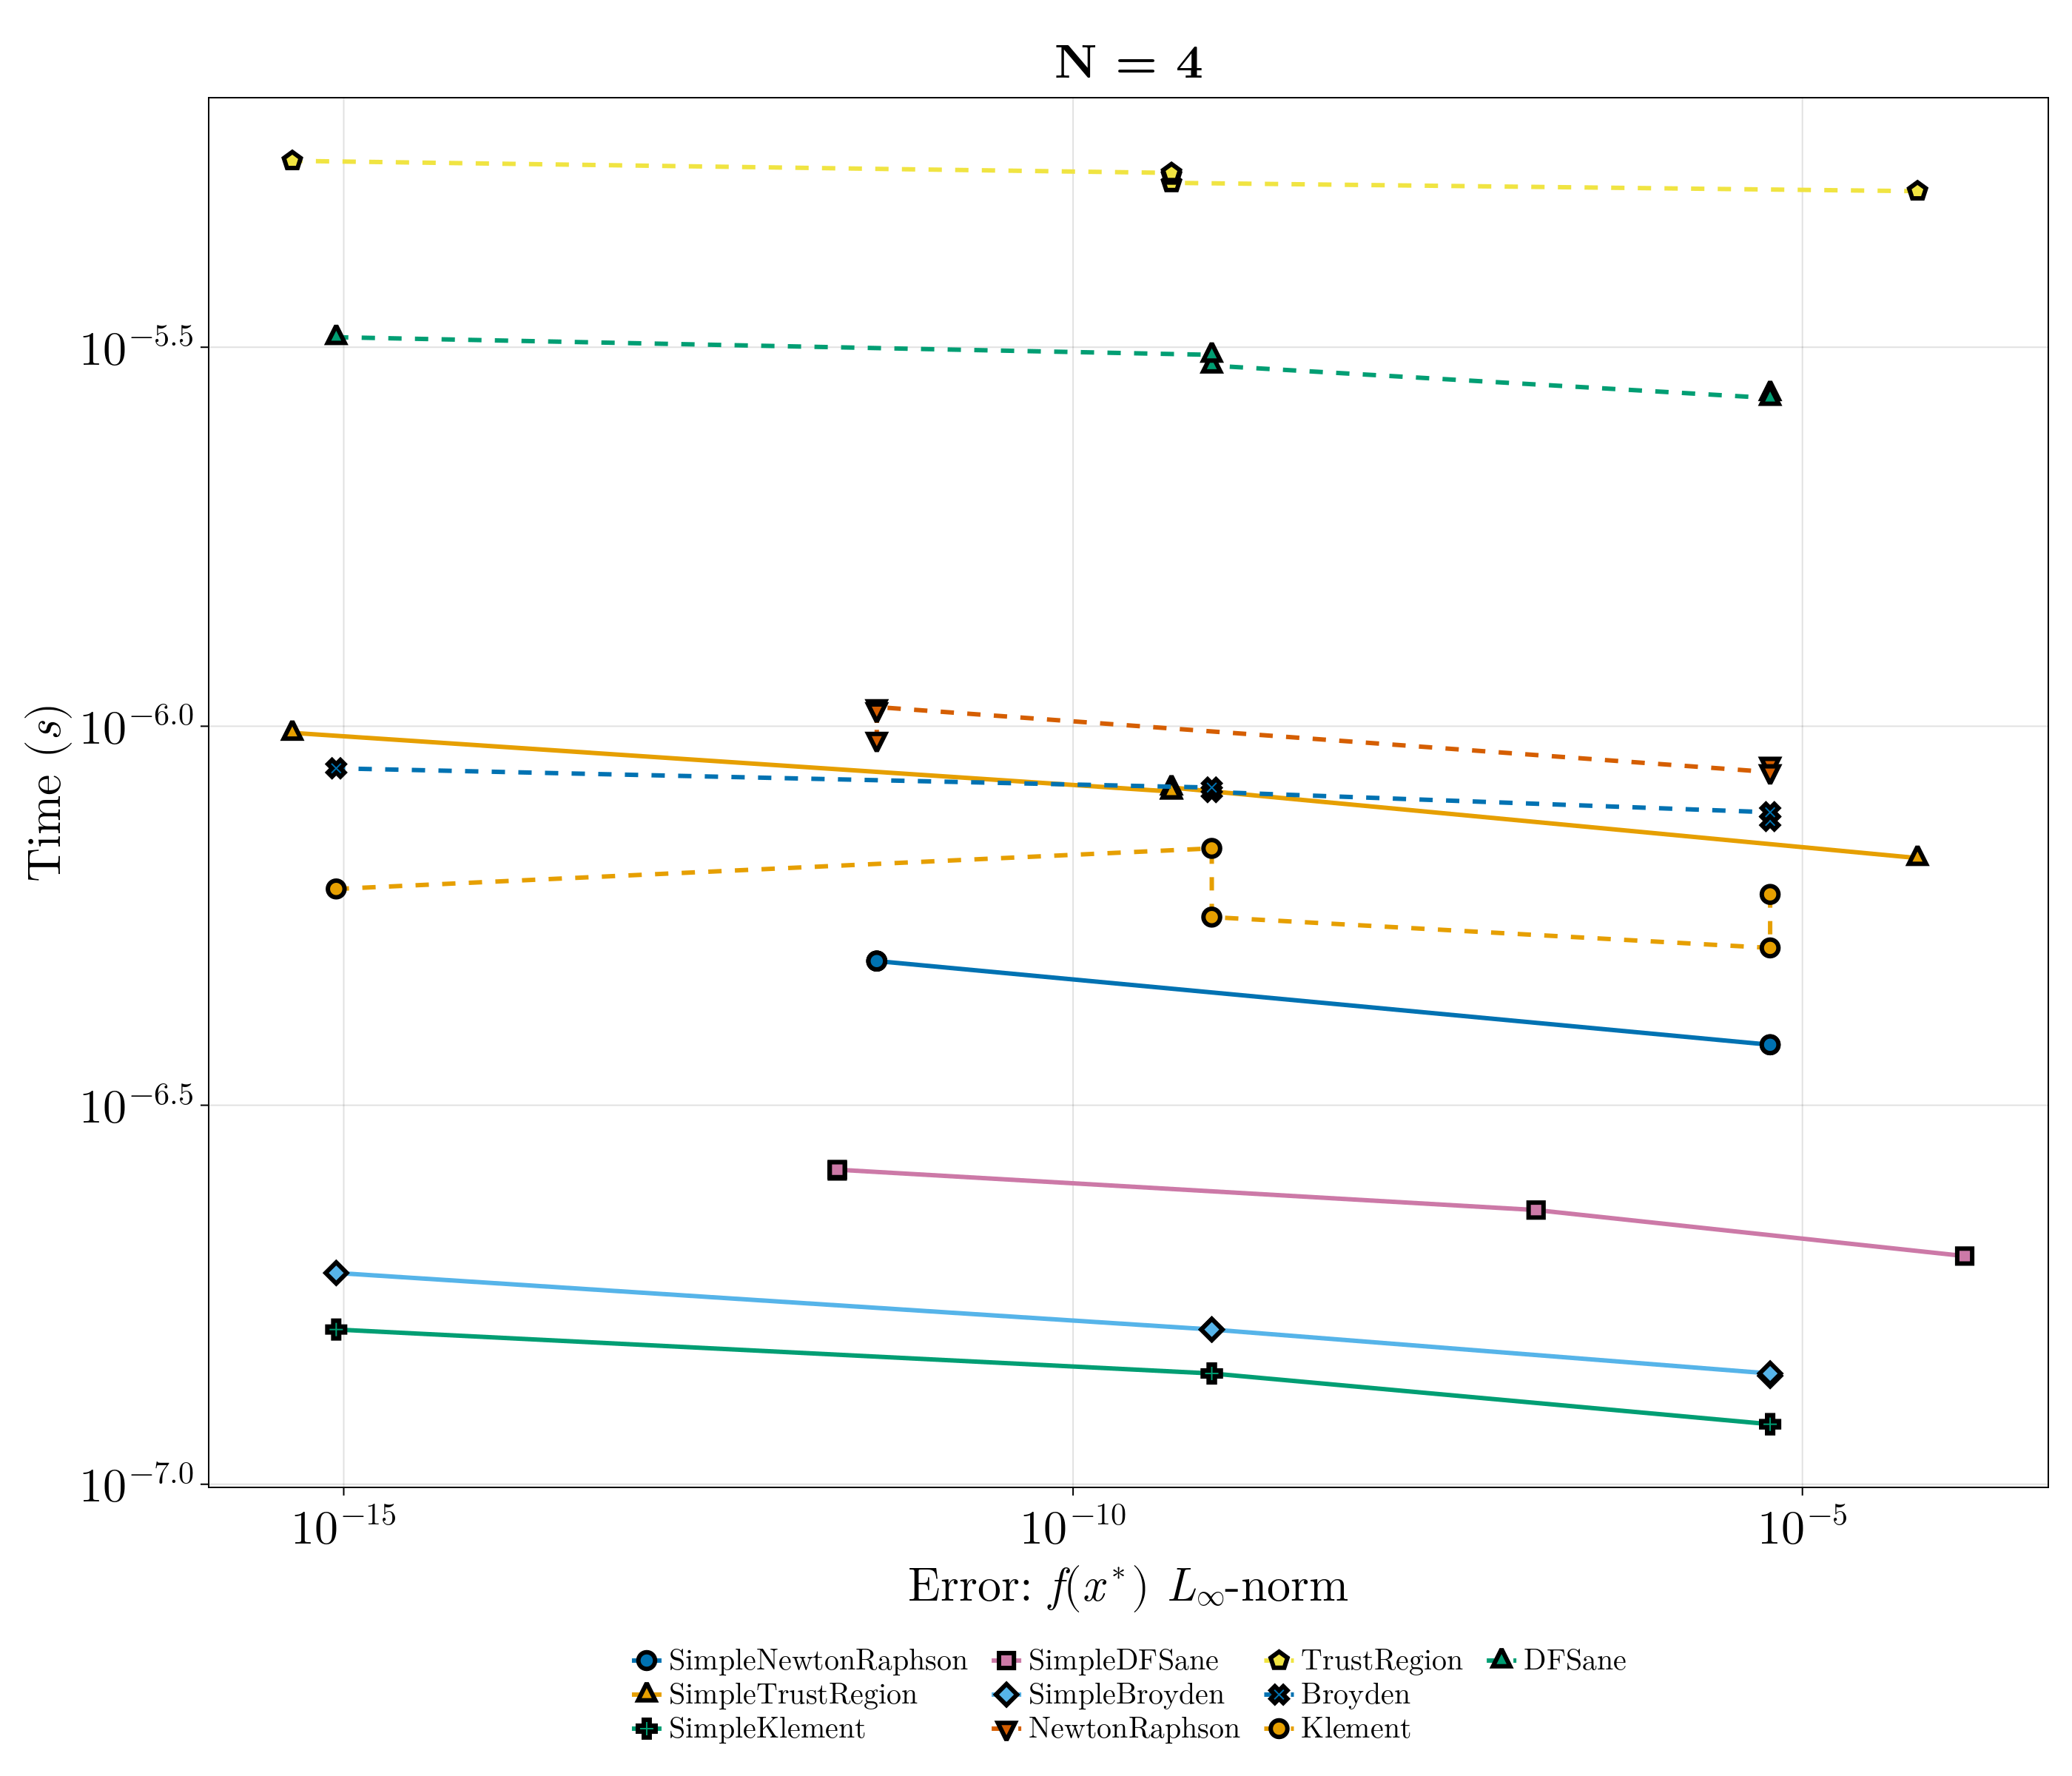 N = 4
10^{−5.5}
10^{−6.0}
10^{−6.5}
10^{−7.0}
Time (s)
10^{−15} 10^{−10} 10^{−5}
Error: f(x*) L∞-norm
SimpleNewtonRaphson SimpleDFSane TrustRegion DFSane
SimpleTrustRegion SimpleBroyden Broyden
SimpleKlement NewtonRaphson Klement